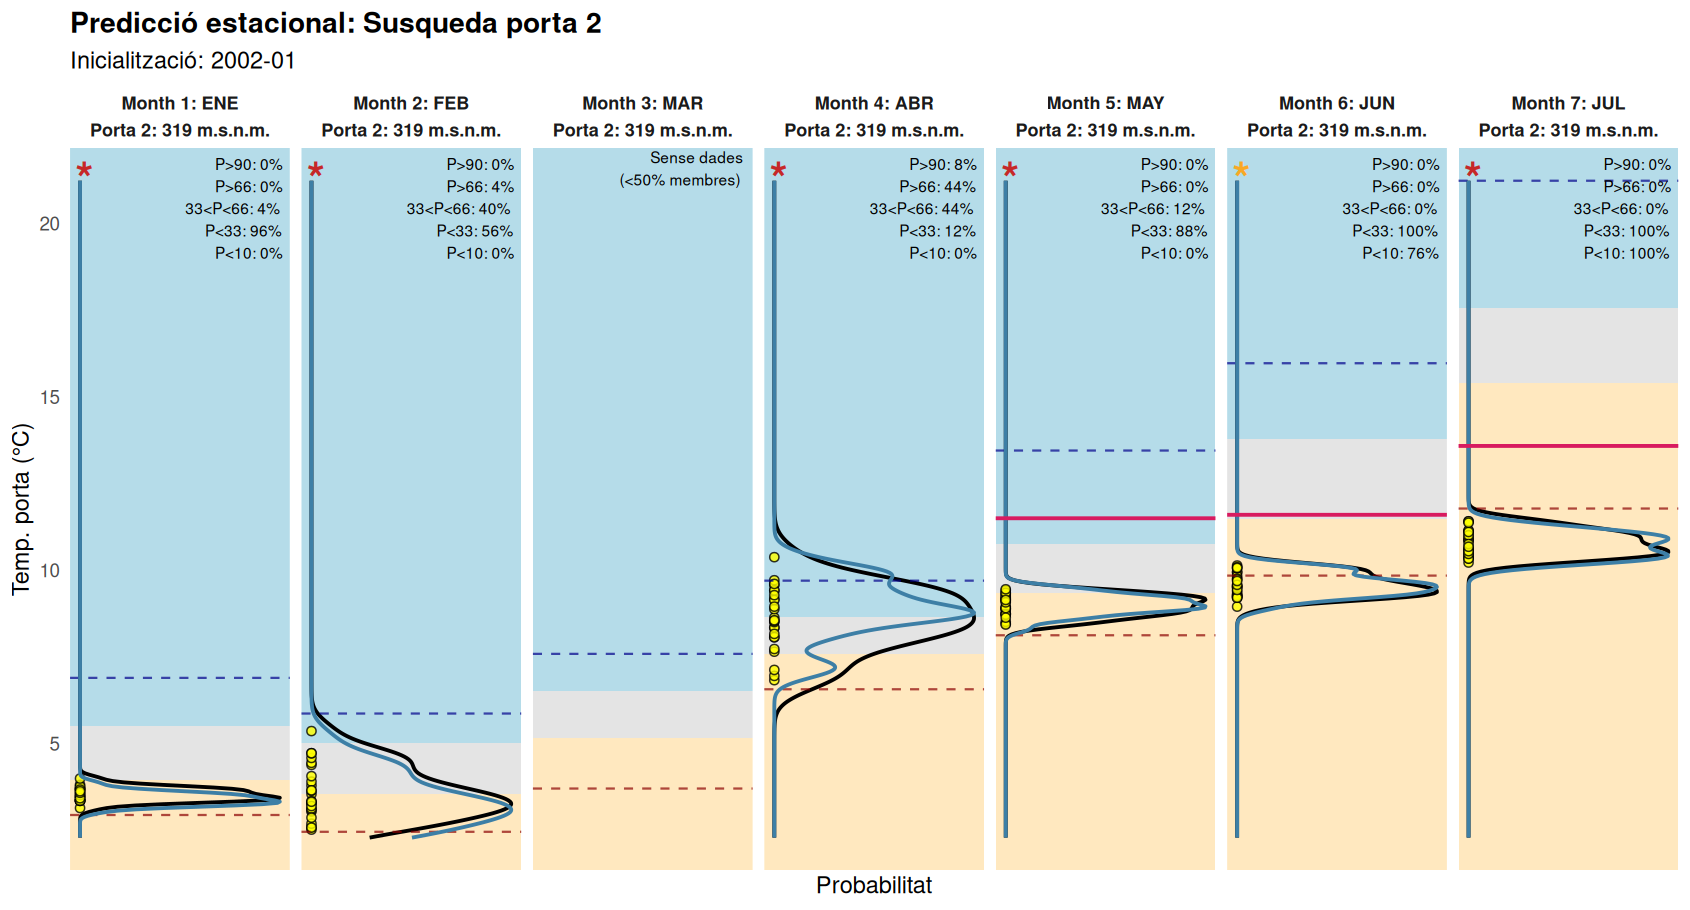 Predicció estacional: Susqueda porta 2
Inicialització: 2002-01
Month 1: ENE
Porta 2: 319 m.s.n.m.
Month 2: FEB
Porta 2: 319 m.s.n.m.
Month 3: MAR
Porta 2: 319 m.s.n.m.
Month 4: ABR
Porta 2: 319 m.s.n.m.
Month 5: MAY
Porta 2: 319 m.s.n.m.
Month 6: JUN
Porta 2: 319 m.s.n.m.
Month 7: JUL
Porta 2: 319 m.s.n.m.
*
P>90: 0%
P>66: 0%
33<P<66: 4%
P<33: 96%
P<10: 0%
*
P>90: 0%
P>66: 4%
33<P<66: 40%
P<33: 56%
P<10: 0%
Sense dades
(<50% membres)
*
P>90: 8%
P>66: 44%
33<P<66: 44%
P<33: 12%
P<10: 0%
*
P>90: 0%
P>66: 0%
33<P<66: 12%
P<33: 88%
P<10: 0%
*
P>90: 0%
P>66: 0%
33<P<66: 0%
P<33: 100%
P<10: 76%
*
P>90: 0%
P>66: 0%
33<P<66: 0%
P<33: 100%
P<10: 100%
20
15
10
5
Temp. porta (°C)
Probabilitat